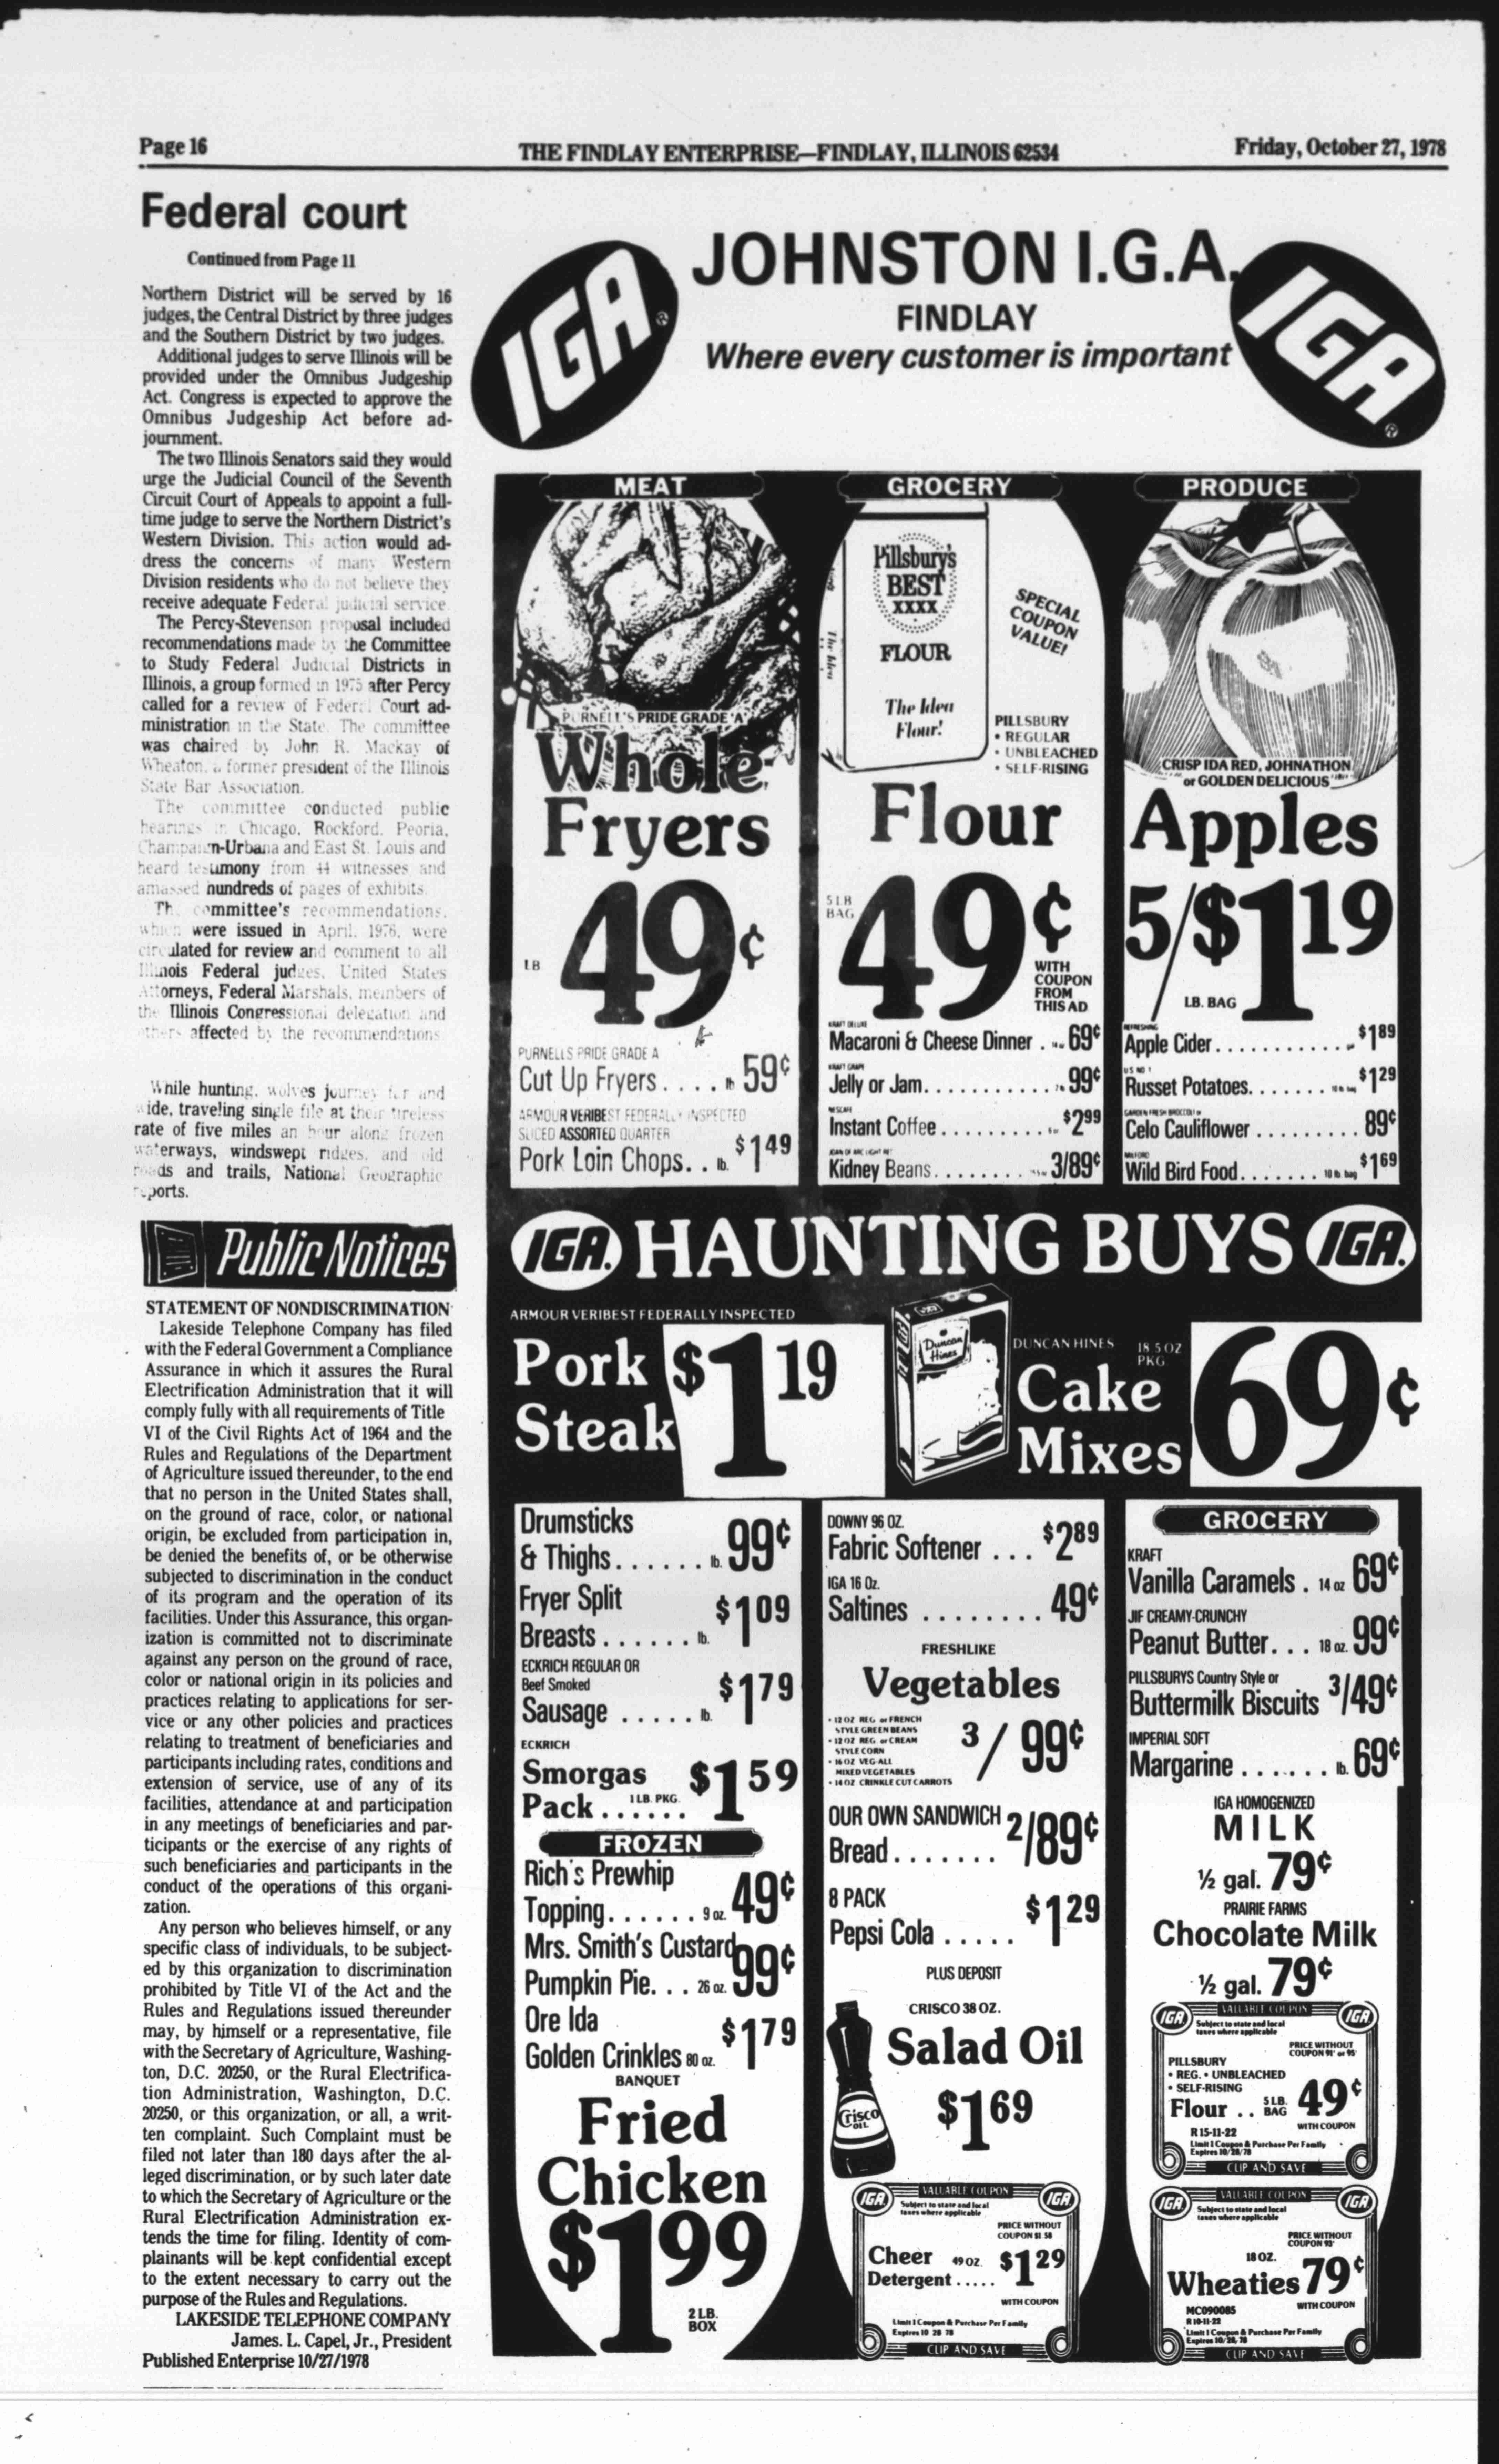 Page 16
THE FINDLAY ENTERPRISE—FINDLAY, ILLINOIS 62534
Friday, October 27, 1978
Federal court
Continued from Page 11
Northern District will be served by 16
judges, the Central District by three judges
and the Southern District by two judges.
Additional judges to serve Illinois will be
provided under the Omnibus Judgeship
Act. Congress is expected to approve the
Omnibus Judgeship Act before ad-
journment.
The two Illinois Senators said they would
urge the Judicial Council of the Seventh
Circuit Court of Appeals to appoint a full-
time judge to serve the Northern District's
Western Division. This action would ad-
dress the concerns of many Western
Division residents who do not believe they
receive adequate Federal judicial service.
The Percy-Stevenson proposal included
recommendations made by the Committee
to Study Federal Judicial Districts in
Illinois, a group formed in 1975 after Percy
called for a review of Federal Court ad-
ministration in the State. The committee
was chaired by John R. Mackay of
Wheaton, a former president of the Illinois
State Bar Association.
The committee conducted public
hearings in Chicago, Rockford, Peoria,
Champaign-Urbana and East St. Louis and
heard testimony from 44 witnesses and
amassed hundreds of pages of exhibits.
The committee's recommendations,
which were issued in April, 1976, were
circulated for review and comment to all
Illinois Federal judges, United States
Attorneys, Federal Marshals, members of
the Illinois Congressional delegation and
others affected by the recommendations
While hunting, wolves journey far and
wide, traveling single file at their tireless
rate of five miles an hour along frozen
waterways, windswept ridges, and old
roads and trails, National Geographic
reports.
Public Notices
STATEMENT OF NONDISCRIMINATION
Lakeside Telephone Company has filed
with the Federal Government a Compliance
Assurance in which it assures the Rural
Electrification Administration that it will
comply fully with all requirements of Title
VI of the Civil Rights Act of 1964 and the
Rules and Regulations of the Department
of Agriculture issued thereunder, to the end
that no person in the United States shall,
on the ground of race, color, or national
origin, be excluded from participation in,
be denied the benefits of, or be otherwise
subjected to discrimination in the conduct
of its program and the operation of its
facilities. Under this Assurance, this organ-
ization is committed not to discriminate
against any person on the ground of race,
color or national origin in its policies and
practices relating to applications for ser-
vice or any other policies and practices
relating to treatment of beneficiaries and
participants including rates, conditions and
extension of service, use of any of its
facilities, attendance at and participation
in any meetings of beneficiaries and par-
ticipants or the exercise of any rights of
such beneficiaries and participants in the
conduct of the operations of this organi-
zation.
Any person who believes himself, or any
specific class of individuals, to be subject-
ed by this organization to discrimination
prohibited by Title VI of the Act and the
Rules and Regulations issued thereunder
may, by himself or a representative, file
with the Secretary of Agriculture, Washing-
ton, D.C. 20250, or the Rural Electrifica-
tion Administration, Washington, D.C.
20250, or this organization, or all, a writ-
ten complaint. Such Complaint must be
filed not later than 180 days after the al-
leged discrimination, or by such later date
to which the Secretary of Agriculture or the
Rural Electrification Administration ex-
tends the time for filing. Identity of com-
plainants will be kept confidential except
to the extent necessary to carry out the
purpose of the Rules and Regulations.
LAKESIDE TELEPHONE COMPANY
James. L. Capel, Jr., President
Published Enterprise 10/27/1978
IGA®
JOHNSTON I.G.A.
FINDLAY
Where every customer is important
IGA®
MEAT
PURNELL'S PRIDE GRADE 'A'
Whole
Fryers
LB 49¢
PURNELLS PRIDE GRADE A
Cut Up Fryers.... lb 59¢
ARMOUR VERIBEST FEDERALLY INSPECTED
SLICED ASSORTED QUARTER
Pork Loin Chops.. lb. $1 49
GROCERY
Pillsbury's
BEST
XXXX
FLOUR
The Idea
Flour!
SPECIAL
COUPON
VALUE!
PILLSBURY
• REGULAR
• UNBLEACHED
• SELF-RISING
Flour
5 LB
BAG 49¢
WITH
COUPON
FROM
THIS AD
KRAFT DELUXE
Macaroni & Cheese Dinner . 69¢
KRAFT GRAPE
Jelly or Jam........... 99¢
NESCAFE
Instant Coffee.......... $2 99
JOAN OF ARC LIGHT RED
Kidney Beans........ 3/89¢
PRODUCE
CRISP IDA RED, JOHNATHON
or GOLDEN DELICIOUS
Apples
5/$1 19
LB. BAG
REFRESHING
Apple Cider........... $1 89
U S NO 1
Russet Potatoes....... 10 lb. bag $1 29
GARDEN FRESH BROCCOLI or
Celo Cauliflower ......... 89¢
MILFORD
Wild Bird Food....... 10 lb. bag $1 69
IGA. HAUNTING BUYS IGA.
ARMOUR VERIBEST FEDERALLY INSPECTED
Pork
Steak $1 19
Duncan
Hines
DUNCAN HINES 18.5 OZ
PKG
Cake
Mixes 69¢
Drumsticks
& Thighs...... lb. 99¢
Fryer Split
Breasts ...... lb. $1 09
ECKRICH REGULAR OR
Beef Smoked
Sausage ..... lb. $1 79
ECKRICH
Smorgas
Pack...... 1 LB. PKG. $1 59
FROZEN
Rich's Prewhip
Topping...... 9 oz. 49¢
Mrs. Smith's Custard
Pumpkin Pie. . . 26 oz. 99¢
Ore Ida
Golden Crinkles 80 oz. $1 79
BANQUET
Fried
Chicken
$1 99
2 LB.
BOX
DOWNY 96 OZ.
Fabric Softener ... $2 89
IGA 16 Oz.
Saltines ........ 49¢
FRESHLIKE
Vegetables
• 12 OZ REG. or FRENCH
STYLE GREEN BEANS
• 12 OZ REG. or CREAM
STYLE CORN
• 16 OZ VEG-ALL
MIXED VEGETABLES
• 14 OZ CRINKLE CUT CARROTS
3/99¢
OUR OWN SANDWICH
Bread....... 2/89¢
8 PACK
Pepsi Cola ..... $1 29
PLUS DEPOSIT
CRISCO 38 OZ.
Salad Oil
$1 69
Crisco
OIL
IGA VALUABLE COUPON IGA
Subject to state and local
taxes where applicable
PRICE WITHOUT
COUPON $1 58
Cheer 49 OZ. $1 29
Detergent.....
WITH COUPON
Limit 1 Coupon & Purchase Per Family
Expires 10 28 78
CLIP AND SAVE
GROCERY
KRAFT
Vanilla Caramels . 14 oz 69¢
JIF CREAMY-CRUNCHY
Peanut Butter... 18 oz. 99¢
PILLSBURYS Country Style or
Buttermilk Biscuits 3/49¢
IMPERIAL SOFT
Margarine ....... lb. 69¢
IGA HOMOGENIZED
MILK
½ gal. 79¢
PRAIRIE FARMS
Chocolate Milk
½ gal. 79¢
IGA VALUABLE COUPON IGA
Subject to state and local
taxes where applicable
PRICE WITHOUT
COUPON 91¢ or 95¢
PILLSBURY
• REG. • UNBLEACHED
• SELF-RISING
Flour .. 5 LB.
BAG 49¢
WITH COUPON
R 15-11-22
Limit 1 Coupon & Purchase Per Family
Expires 10/28/78
CLIP AND SAVE
IGA VALUABLE COUPON IGA
Subject to state and local
taxes where applicable
PRICE WITHOUT
COUPON 93¢
18 OZ.
Wheaties 79¢
WITH COUPON
MC090085
R 10-11-22
Limit 1 Coupon & Purchase Per Family
Expires 10/28/78
CLIP AND SAVE